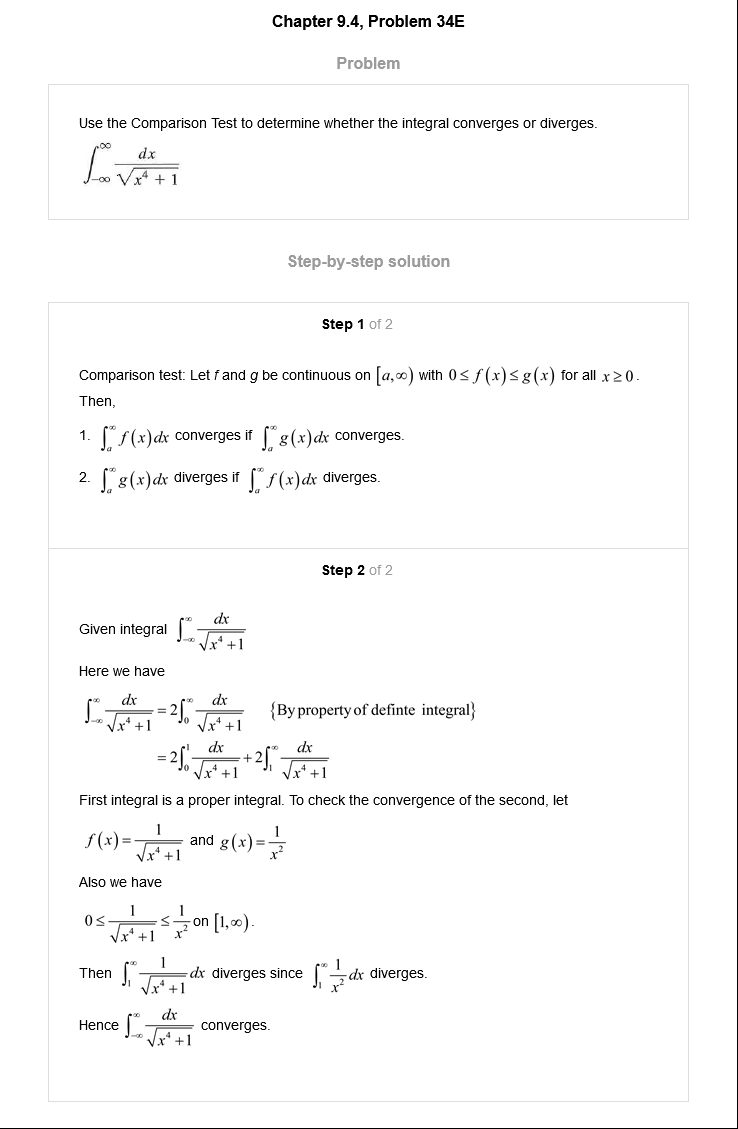 Chapter 9.4, Problem 34E
Problem
Use the Comparison Test to determine whether the integral converges or diverges.
$\int_{-\infty}^{\infty} \frac{dx}{\sqrt{x^4+1}}$
Step-by-step solution
Step 1 of 2
Comparison test: Let f and g be continuous on $[a,\infty)$ with $0 \le f(x) \le g(x)$ for all $x \ge 0$.
Then,
1. $\int_a^{\infty} f(x)dx$ converges if $\int_a^{\infty} g(x)dx$ converges.
2. $\int_a^{\infty} g(x)dx$ diverges if $\int_a^{\infty} f(x)dx$ diverges.
Step 2 of 2
Given integral $\int_{-\infty}^{\infty} \frac{dx}{\sqrt{x^4+1}}$
Here we have
$\int_{-\infty}^{\infty} \frac{dx}{\sqrt{x^4+1}} = 2\int_0^{\infty} \frac{dx}{\sqrt{x^4+1}}$ {By property of definte integral}
$= 2\int_0^1 \frac{dx}{\sqrt{x^4+1}} + 2\int_1^{\infty} \frac{dx}{\sqrt{x^4+1}}$
First integral is a proper integral. To check the convergence of the second, let
$f(x) = \frac{1}{\sqrt{x^4+1}}$ and $g(x) = \frac{1}{x^2}$
Also we have
$0 \le \frac{1}{\sqrt{x^4+1}} \le \frac{1}{x^2}$ on $[1,\infty)$.
Then $\int_1^{\infty} \frac{1}{\sqrt{x^4+1}} dx$ diverges since $\int_1^{\infty} \frac{1}{x^2} dx$ diverges.
Hence $\int_{-\infty}^{\infty} \frac{dx}{\sqrt{x^4+1}}$ converges.